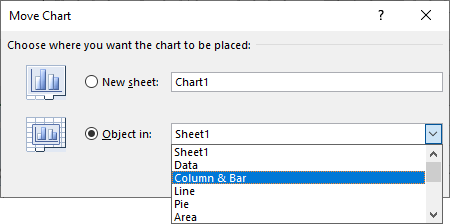 Move Chart ? ×
Choose where you want the chart to be placed:
New sheet: Chart1
Object in: Sheet1
Sheet1
Data
Column & Bar
Line
Pie
Area